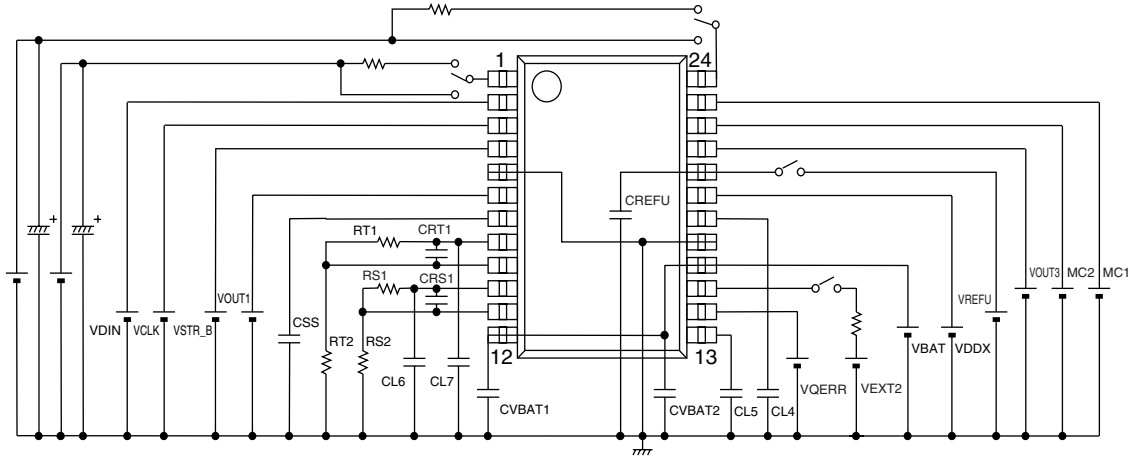 1
24
CREFU
RT1
CRT1
RS1
CRS1
VOUT1
VOUT3
MC2
MC1
VREFU
VDIN
VCLK
VSTR_B
CSS
RT2
RS2
CL6
CL7
12
13
VBAT
VDDX
VQERR
VEXT2
CVBAT1
CVBAT2
CL5
CL4
+
+